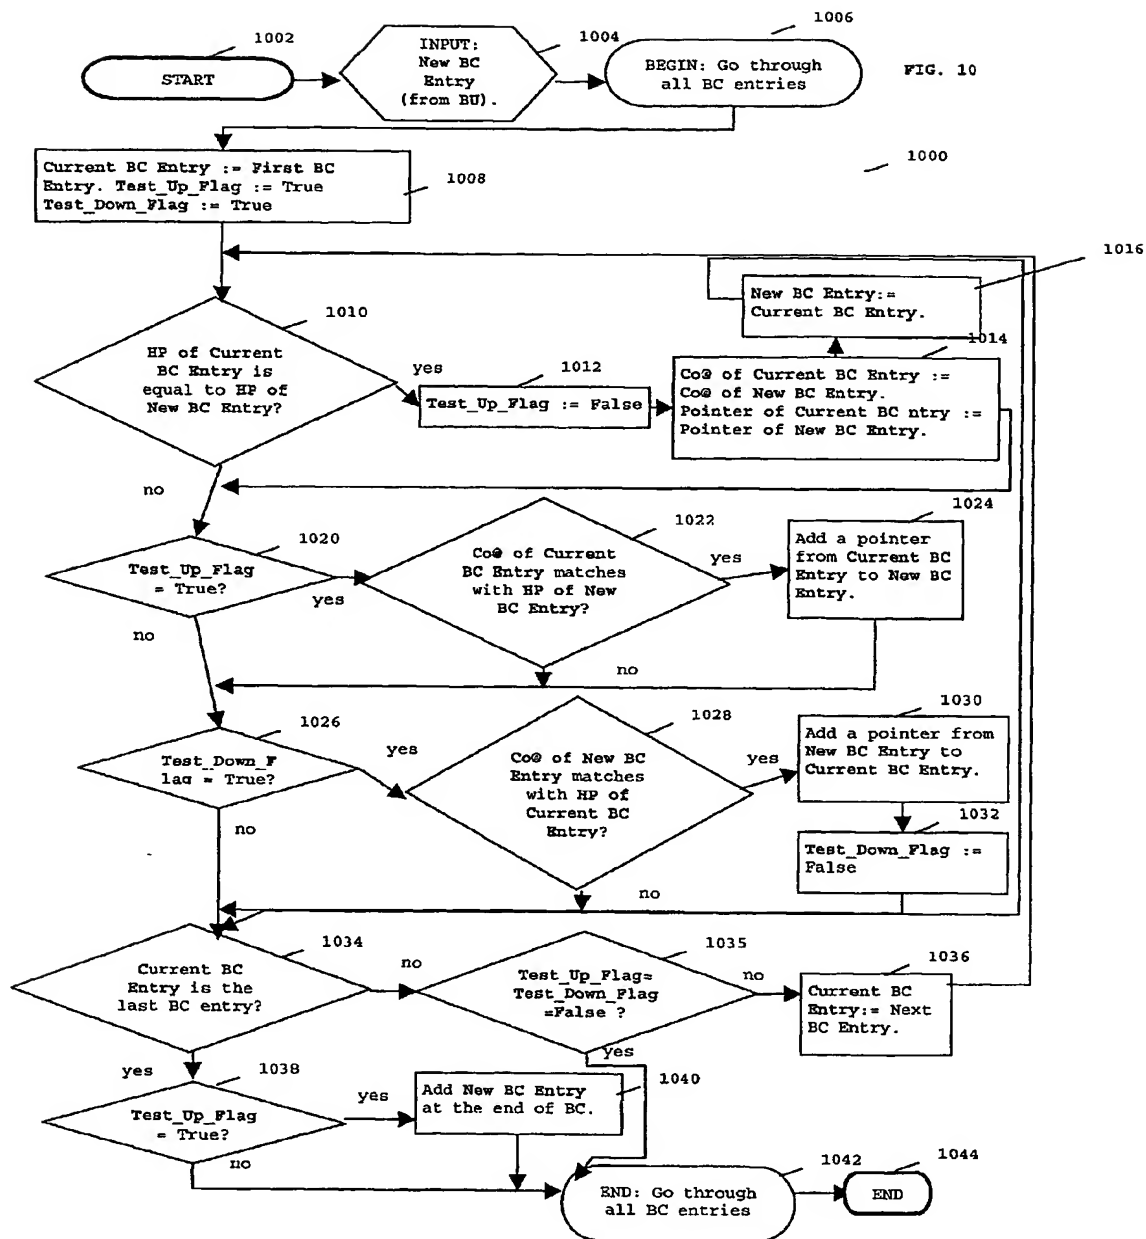 1002
START
INPUT:
New BC
Entry
(from BU).
1004
1006
BEGIN: Go through
all BC entries
FIG. 10
1000
Current BC Entry := First BC
Entry. Test_Up_Flag := True
Test_Down_Flag := True
1008
1016
New BC Entry:=
Current BC Entry.
1010
HP of Current
BC Entry is
equal to HP of
New BC Entry?
yes
1012
Test_Up_Flag := False
1014
Co@ of Current BC Entry :=
Co@ of New BC Entry.
Pointer of Current BC ntry :=
Pointer of New BC Entry.
no
1020
Test_Up_Flag
= True?
yes
1022
Co@ of Current
BC Entry matches
with HP of New
BC Entry?
yes
1024
Add a pointer
from Current BC
Entry to New BC
Entry.
no
no
1026
Test_Down_F
lag = True?
yes
1028
Co@ of New BC
Entry matches
with HP of
Current BC
Entry?
yes
1030
Add a pointer from
New BC Entry to
Current BC Entry.
1032
Test_Down_Flag :=
False
no
no
1034
Current BC
Entry is the
last BC entry?
no
1035
Test_Up_Flag=
Test_Down_Flag
=False ?
no
1036
Current BC
Entry:= Next
BC Entry.
yes
yes
1038
Test_Up_Flag
= True?
yes
Add New BC Entry
at the end of BC.
1040
no
1042
END: Go through
all BC entries
1044
END